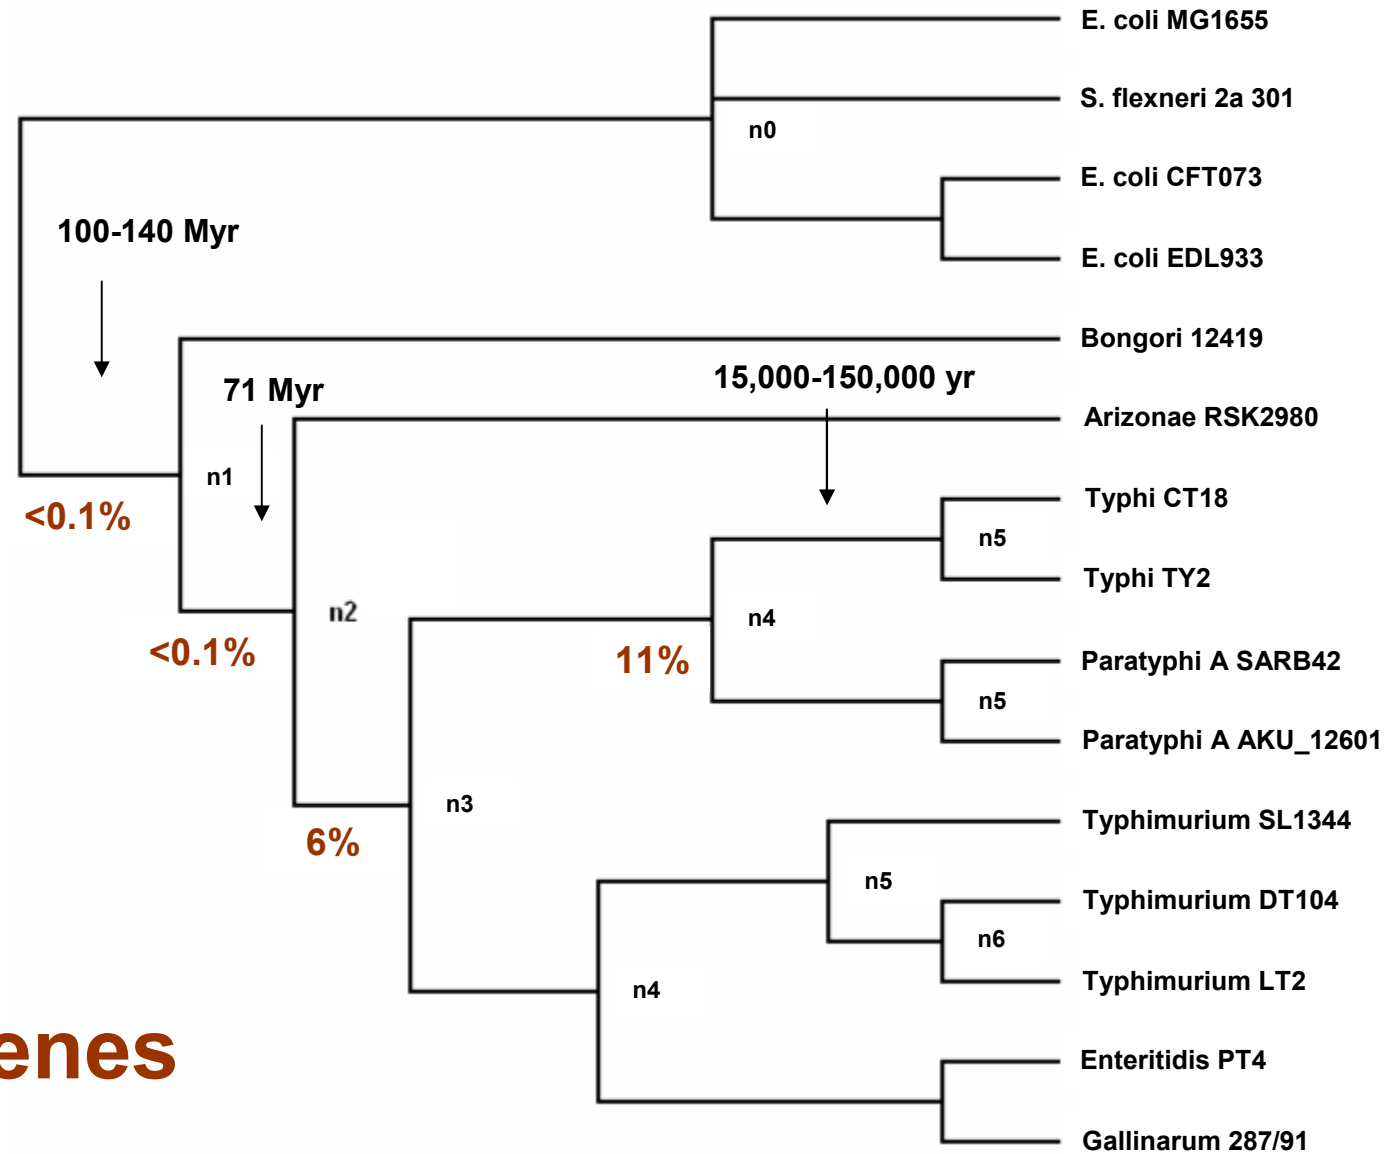 E. coli MG1655
S. flexneri 2a 301
n0
E. coli CFT073
100-140 Myr
E. coli EDL933
Bongori 12419
71 Myr
15,000-150,000 yr
Arizonae RSK2980
n1
Typhi CT18
<0.1%
n5
Typhi TY2
n2
n4
<0.1%
11%
Paratyphi A SARB42
n5
Paratyphi A AKU_12601
n3
Typhimurium SL1344
6%
n5
Typhimurium DT104
n6
n4
Typhimurium LT2
enes
Enteritidis PT4
Gallinarum 287/91